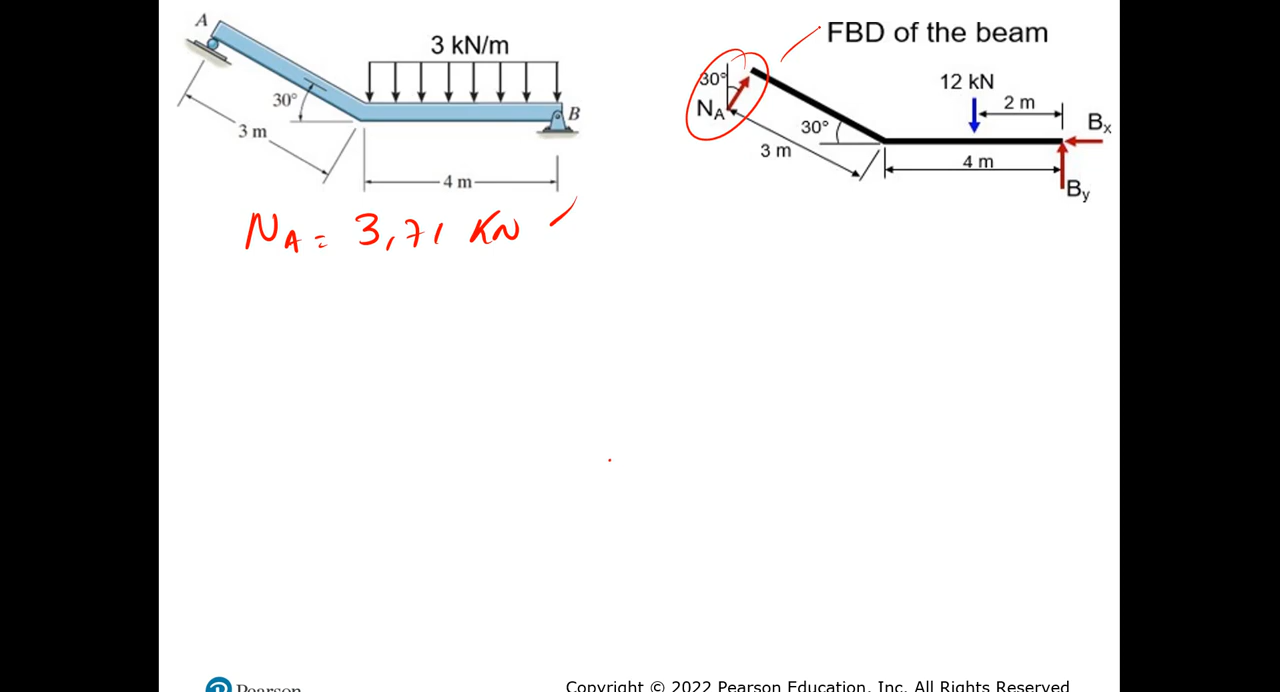 A
3 kN/m
30°
B
3 m
4 m
FBD of the beam
30°
N_A
12 kN
2 m
B_x
30°
3 m
4 m
B_y
N_A = 3,71 KN
Pearson
Copyright © 2022 Pearson Education, Inc. All Rights Reserved